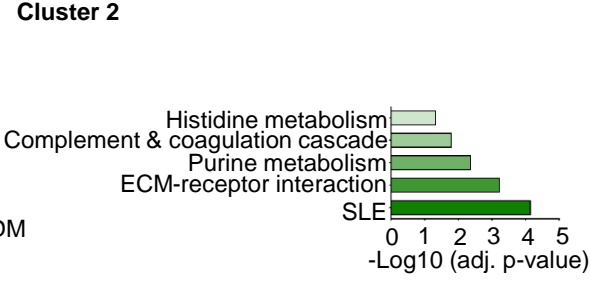 Cluster 2
Histidine metabolism
Complement & coagulation cascade
Purine metabolism
ECM-receptor interaction
SLE
0 1 2 3 4 5
-Log10 (adj. p-value)